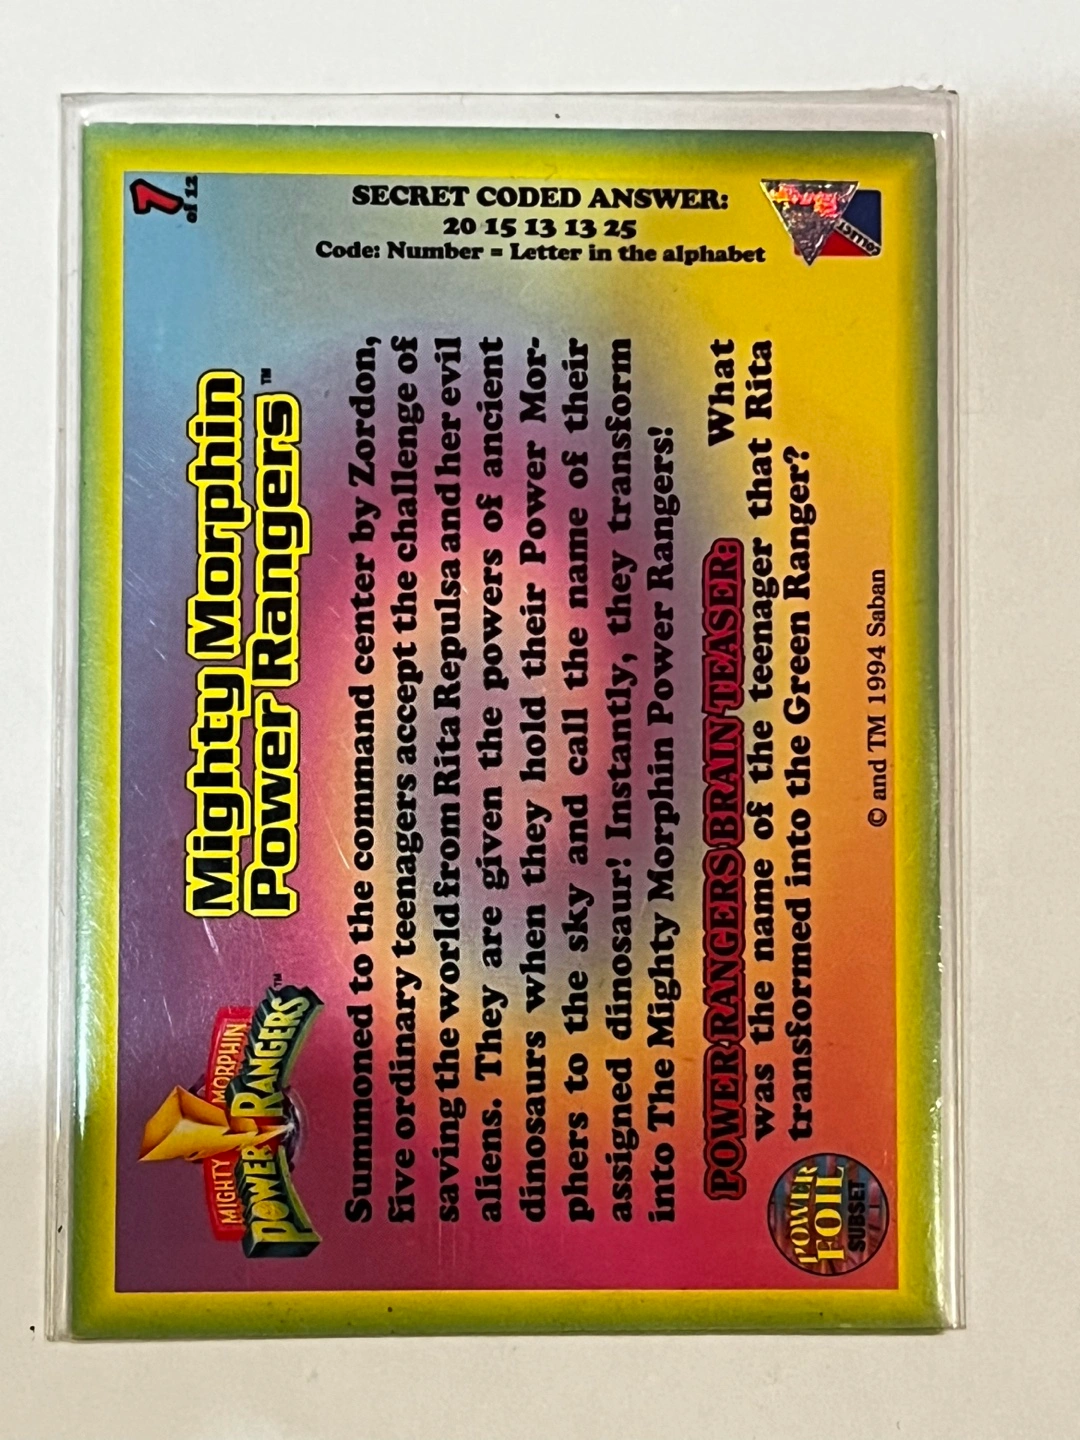 MIGHTY MORPHIN
POWER RANGERS™
Mighty Morphin
Power Rangers™
7
of 12
Summoned to the command center by Zordon,
five ordinary teenagers accept the challenge of
saving the world from Rita Repulsa and her evil
aliens. They are given the powers of ancient
dinosaurs when they hold their Power Mor-
phers to the sky and call the name of their
assigned dinosaur! Instantly, they transform
into The Mighty Morphin Power Rangers!
POWER RANGERS BRAIN TEASER: What
was the name of the teenager that Rita
transformed into the Green Ranger?
SECRET CODED ANSWER:
20 15 13 13 25
Code: Number = Letter in the alphabet
POWER
FOIL
SUBSET
© and TM 1994 Saban
COLLECT